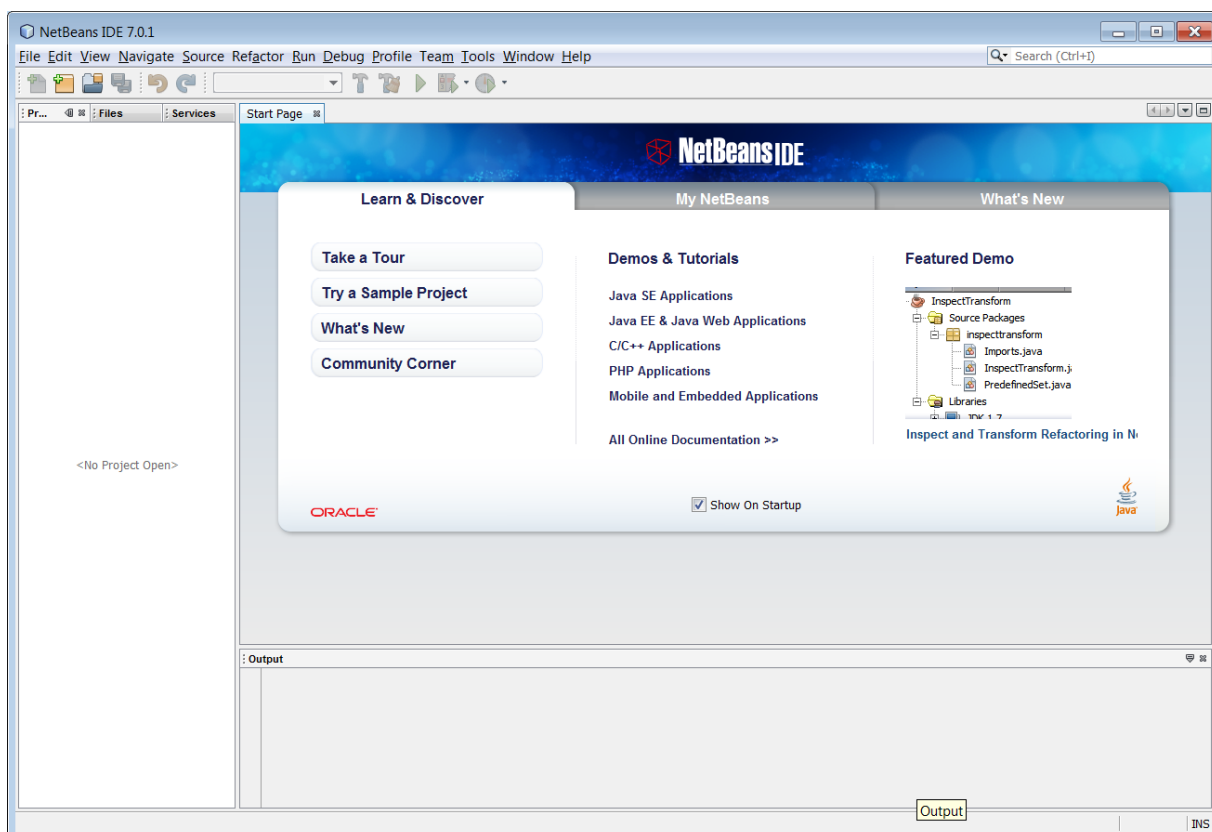 NetBeans IDE 7.0.1
File Edit View Navigate Source Refactor Run Debug Profile Team Tools Window Help
Search (Ctrl+I)
Pr... Files Services
Start Page
NetBeans IDE
Learn & Discover My NetBeans What's New
Take a Tour
Try a Sample Project
What's New
Community Corner
Demos & Tutorials
Java SE Applications
Java EE & Java Web Applications
C/C++ Applications
PHP Applications
Mobile and Embedded Applications
All Online Documentation >>
Featured Demo
InspectTransform
Source Packages
inspecttransform
Imports.java
InspectTransform.j
PredefinedSet.java
Libraries
JDK 1.7
Inspect and Transform Refactoring in N
<No Project Open>
ORACLE
Show On Startup
Java
Output
Output
INS